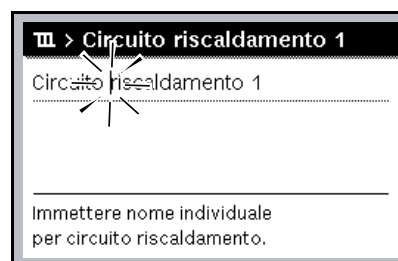 > Circuito riscaldamento 1
Circuito riscaldamento 1
Immettere nome individuale
per circuito riscaldamento.